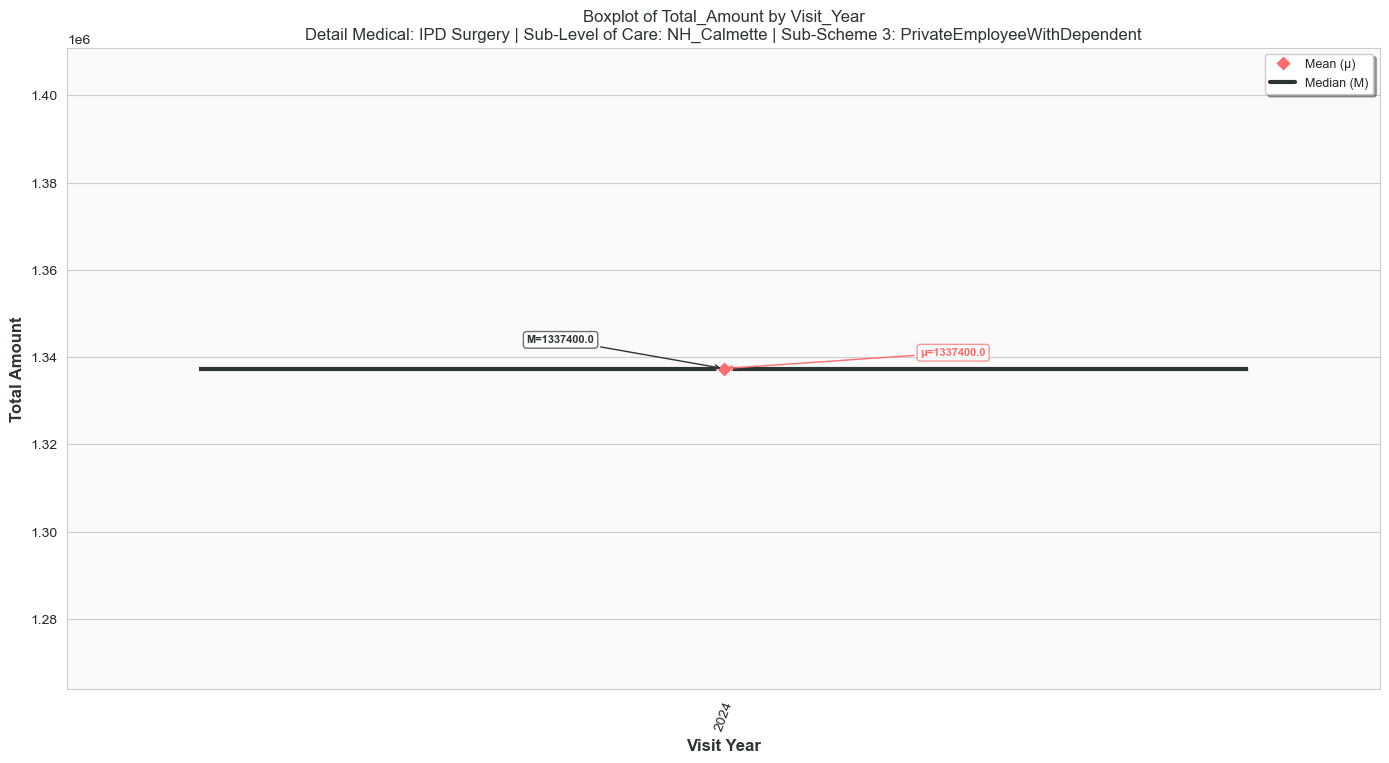 Boxplot of Total_Amount by Visit_Year
Detail Medical: IPD Surgery | Sub-Level of Care: NH_Calmette | Sub-Scheme 3: PrivateEmployeeWithDependent
1e6
Mean (μ)
Median (M)
1.40
1.38
1.36
1.34
1.32
1.30
1.28
M=1337400.0
μ=1337400.0
Total Amount
2024
Visit Year